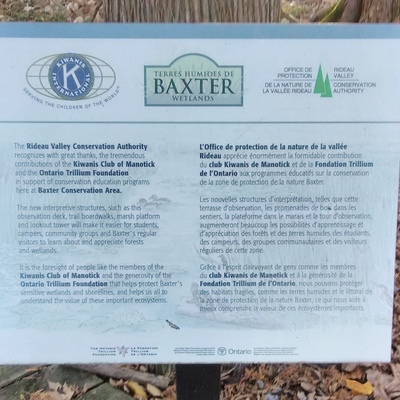 KIWANIS
INTERNATIONAL
K
SERVING THE CHILDREN OF THE WORLD™
TERRES HUMIDES DE
BAXTER
WETLANDS
OFFICE DE
PROTECTION
DE LA NATURE DE
LA VALLÉE RIDEAU
RIDEAU
VALLEY
CONSERVATION
AUTHORITY
The Rideau Valley Conservation Authority
recognizes with great thanks, the tremendous
contributions of the Kiwanis Club of Manotick
and the Ontario Trillium Foundation
in support of conservation education programs
here at Baxter Conservation Area.
The new interpretive structures, such as this
observation deck, trail boardwalks, marsh platform
and lookout tower will make it easier for students,
campers, community groups and Baxter's regular
visitors to learn about and appreciate forests
and wetlands.
It is the foresight of people like the members of the
Kiwanis Club of Manotick and the generosity of the
Ontario Trillium Foundation that helps protect Baxter's
sensitive wetlands and shorelines, and helps us all to
understand the value of these important ecosystems.
L'Office de protection de la nature de la vallée
Rideau apprécie énormément la formidable contribution
du club Kiwanis de Manotick et de la Fondation Trillium
de l'Ontario aux programmes éducatifs sur la conservation
de la zone de protection de la nature Baxter.
Les nouvelles structures d'interprétation, telles que cette
terrasse d'observation, les promenades de bois dans les
sentiers, la plateforme dans le marais et la tour d'observation,
augmenteront beaucoup les possibilités d'apprentissage et
d'appréciation des forêts et des terres humides des étudiants,
des campeurs, des groupes communautaires et des visiteurs
réguliers de cette zone.
Grâce à l'esprit clairvoyant de gens comme les membres
du club Kiwanis de Manotick et à la générosité de la
Fondation Trillium de l'Ontario, nous pouvons protéger
des habitats fragiles, comme les terres humides et le littoral de
la zone de protection de la nature Baxter, ce qui nous aide à
mieux comprendre la valeur de ces écosystèmes importants.
THE ONTARIO
TRILLIUM
FOUNDATION
LA FONDATION
TRILLIUM
DE L'ONTARIO
Ontario